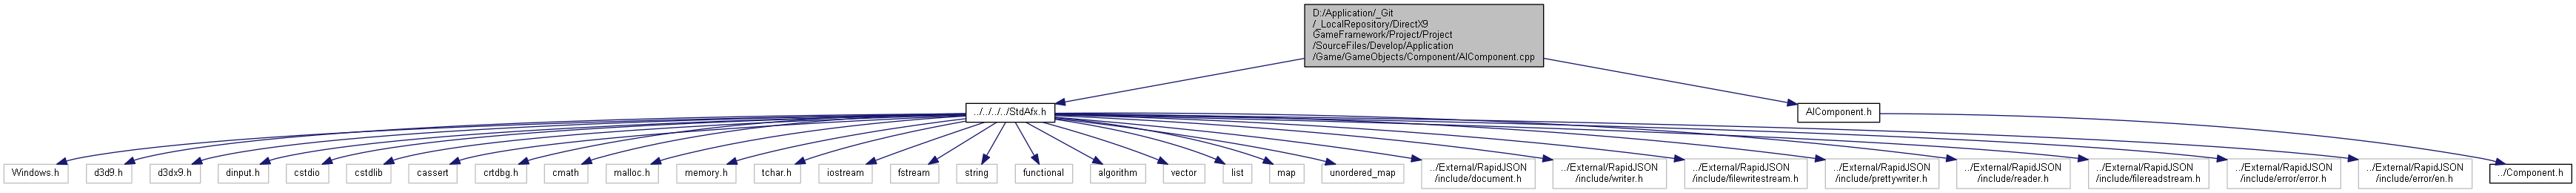 D:/Application/_Git
/_LocalRepository/DirectX9
GameFramework/Project/Project
/SourceFiles/Develop/Application
/Game/GameObjects/Component/AIComponent.cpp
../../../../StdAfx.h
AIComponent.h
Windows.h
d3d9.h
d3dx9.h
dinput.h
cstdio
cstdlib
cassert
crtdbg.h
cmath
malloc.h
memory.h
tchar.h
iostream
fstream
string
functional
algorithm
vector
list
map
unordered_map
../External/RapidJSON
/include/document.h
../External/RapidJSON
/include/writer.h
../External/RapidJSON
/include/filewritestream.h
../External/RapidJSON
/include/prettywriter.h
../External/RapidJSON
/include/reader.h
../External/RapidJSON
/include/filereadstream.h
../External/RapidJSON
/include/error/error.h
../External/RapidJSON
/include/error/en.h
../Component.h